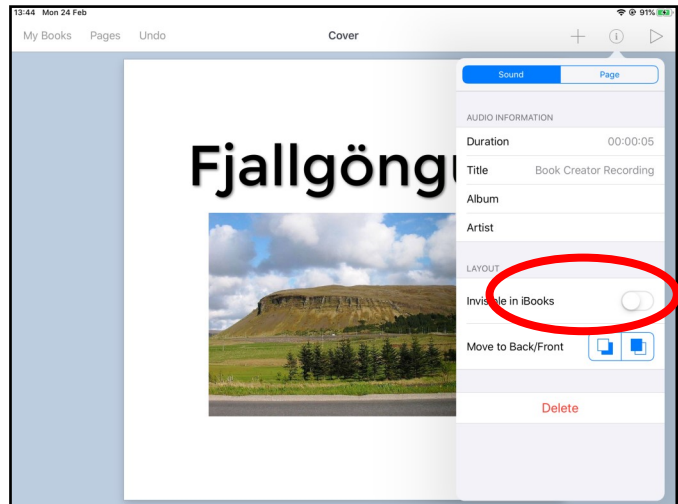 13:44 Mon 24 Feb 91%
My Books Pages Undo Cover
Sound Page
AUDIO INFORMATION
Duration 00:00:05
Title Book Creator Recording
Album
Artist
LAYOUT
Invisible in iBooks
Move to Back/Front
Delete
Fjallgöngu